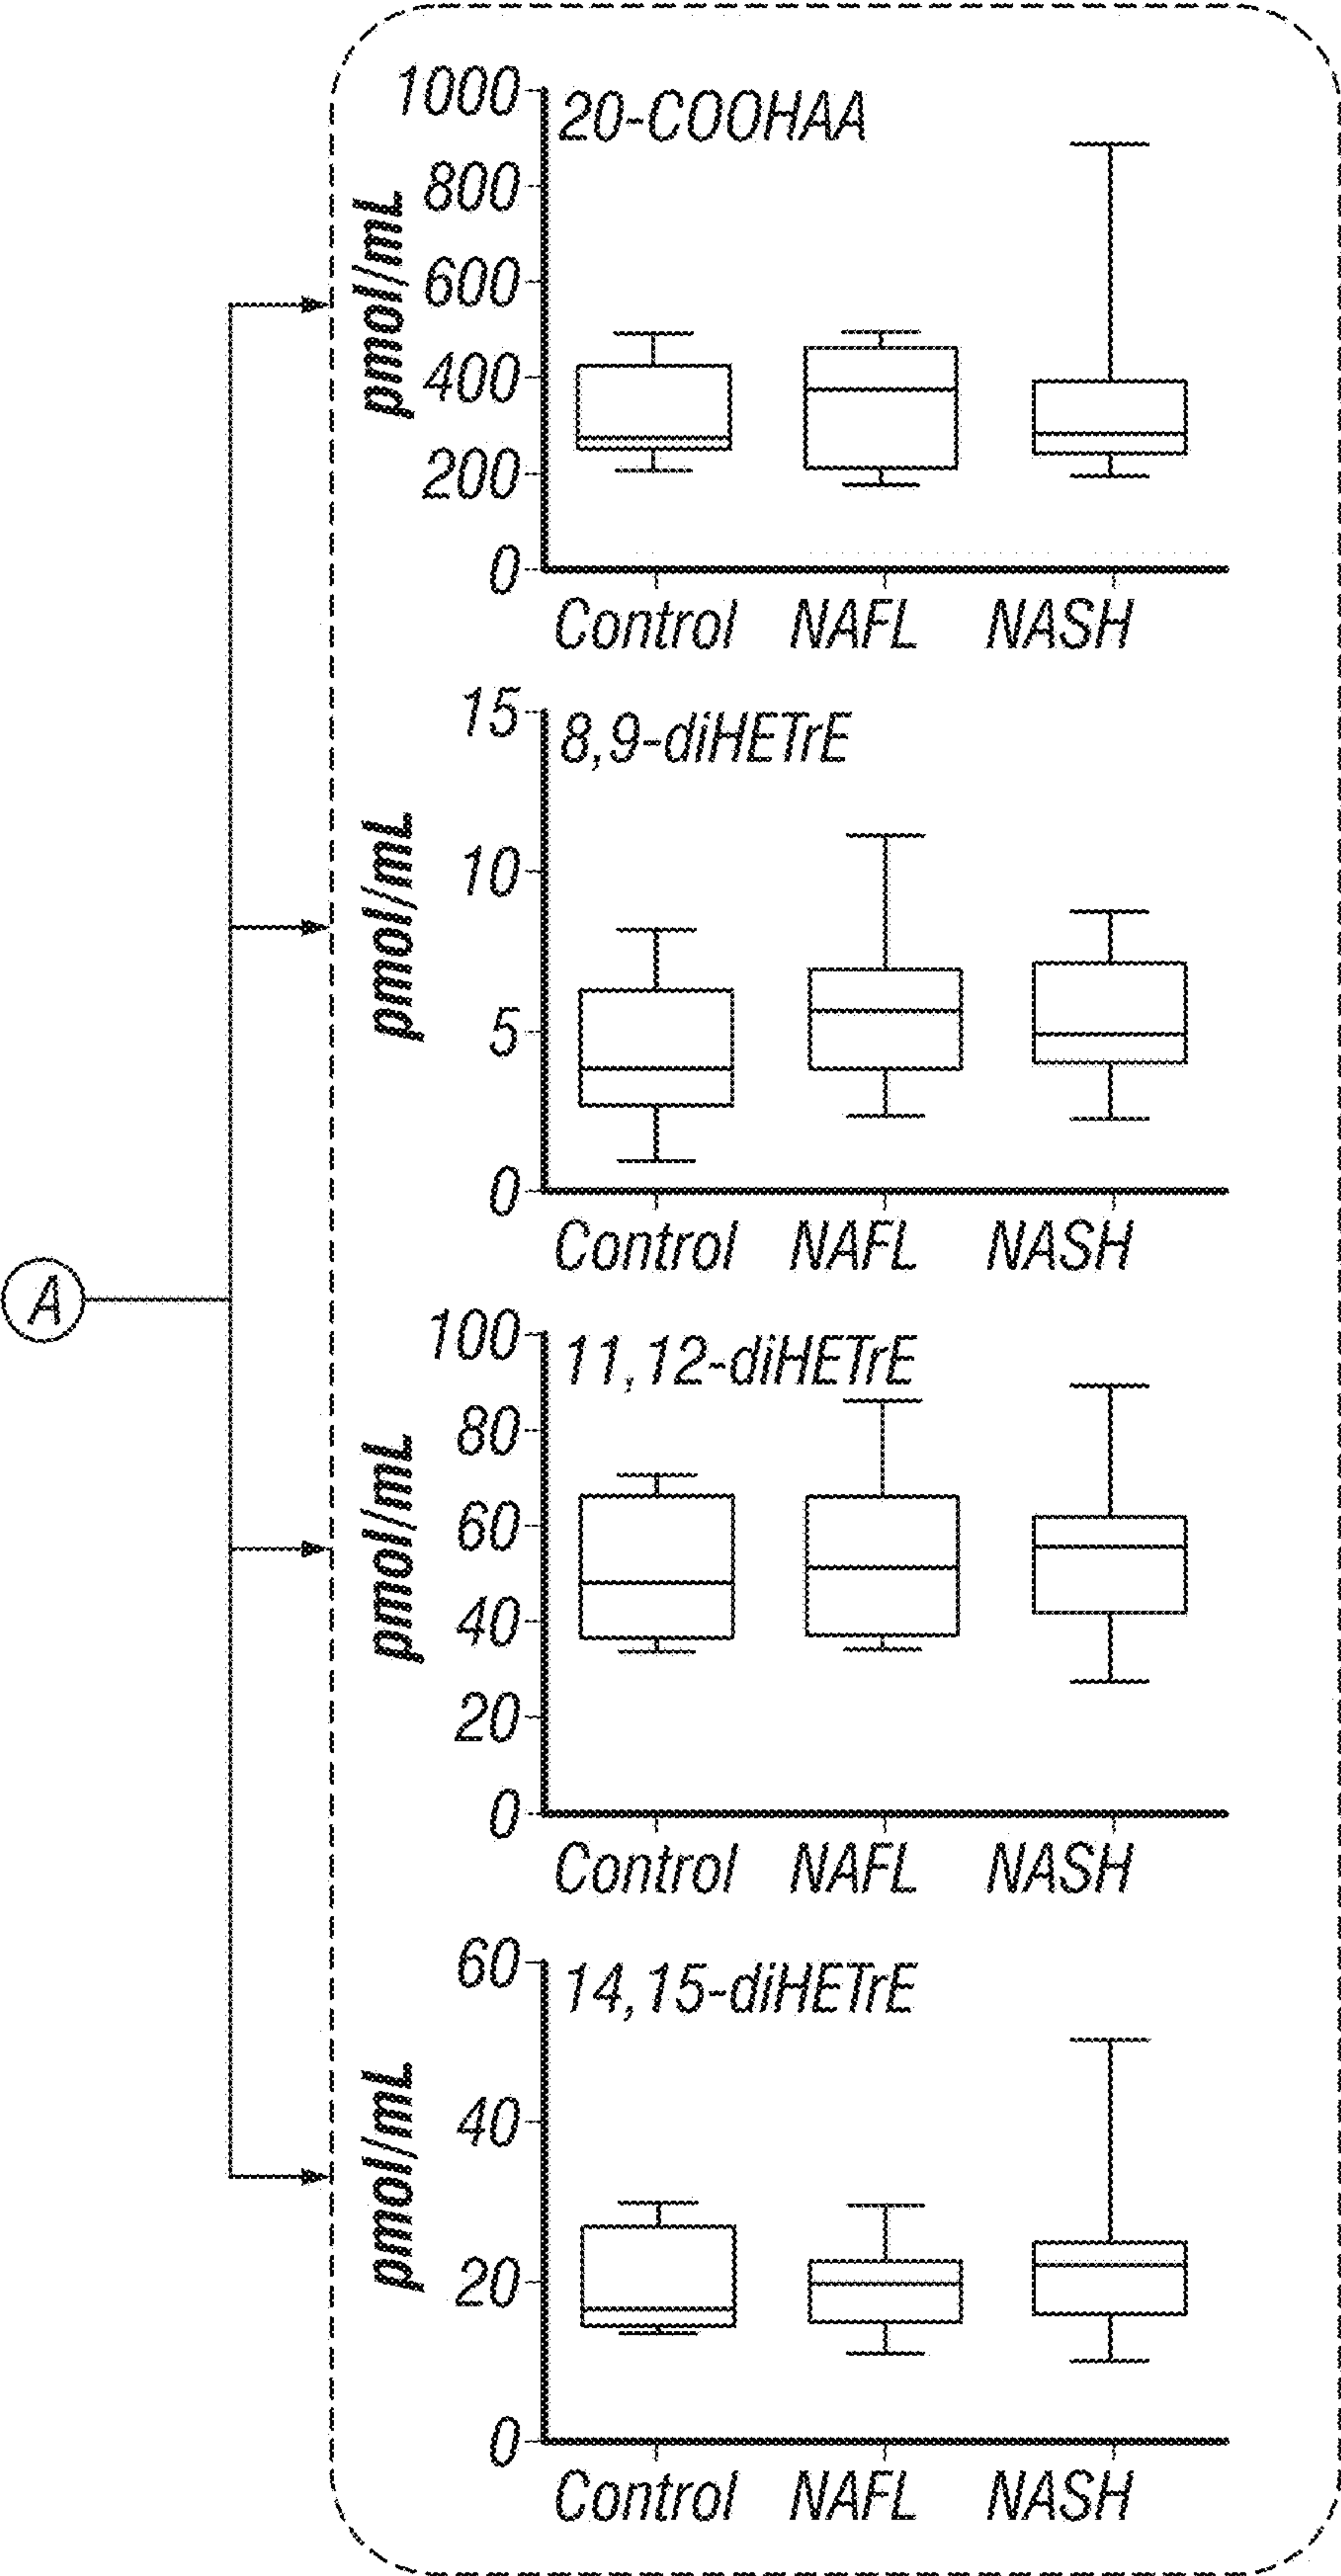 A
1000
20-COOHAA
800
600
400
200
0
pmol/mL
Control NAFL NASH
15
8,9-diHETrE
10
5
0
pmol/mL
Control NAFL NASH
100
11,12-diHETrE
80
60
40
20
0
pmol/mL
Control NAFL NASH
60
14,15-diHETrE
40
20
0
pmol/mL
Control NAFL NASH